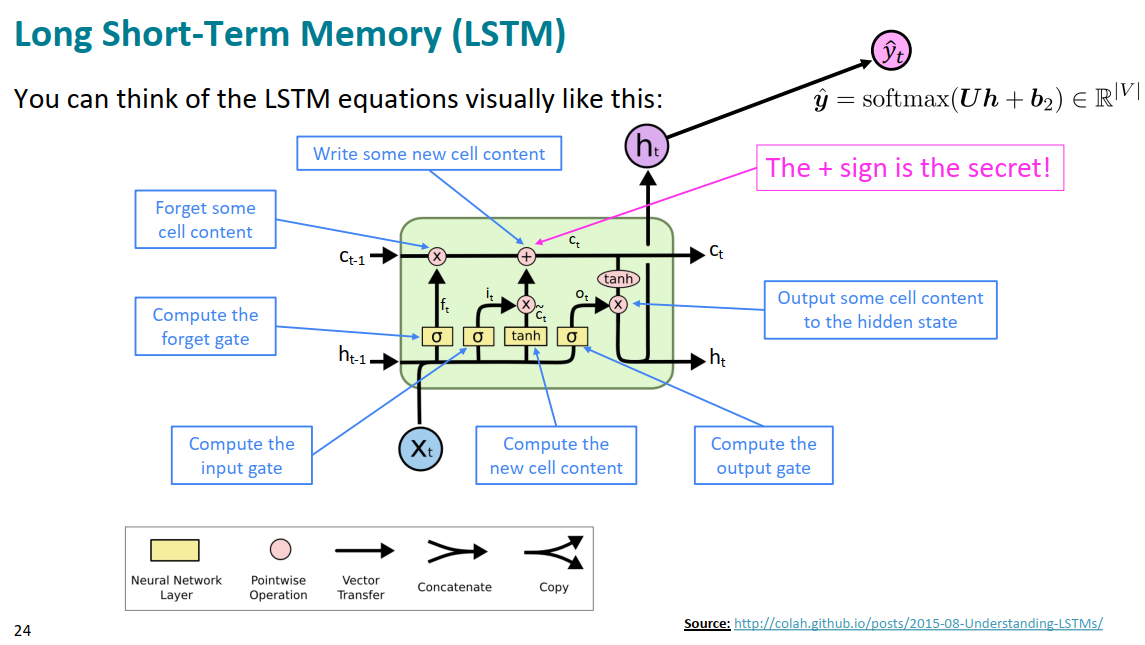 Long Short-Term Memory (LSTM)
You can think of the LSTM equations visually like this:
ŷₜ
ŷ = softmax(Uh + b₂) ∈ ℝ^|V|
hₜ
Write some new cell content
The + sign is the secret!
Forget some
cell content
cₜ
cₜ₋₁
x
+
cₜ
tanh
Compute the
forget gate
fₜ
iₜ
x
c̃ₜ
oₜ
x
Output some cell content
to the hidden state
σ
σ
tanh
σ
hₜ₋₁
hₜ
Compute the
input gate
Xₜ
Compute the
new cell content
Compute the
output gate
Neural Network
Layer
Pointwise
Operation
Vector
Transfer
Concatenate
Copy
24
Source: http://colah.github.io/posts/2015-08-Understanding-LSTMs/